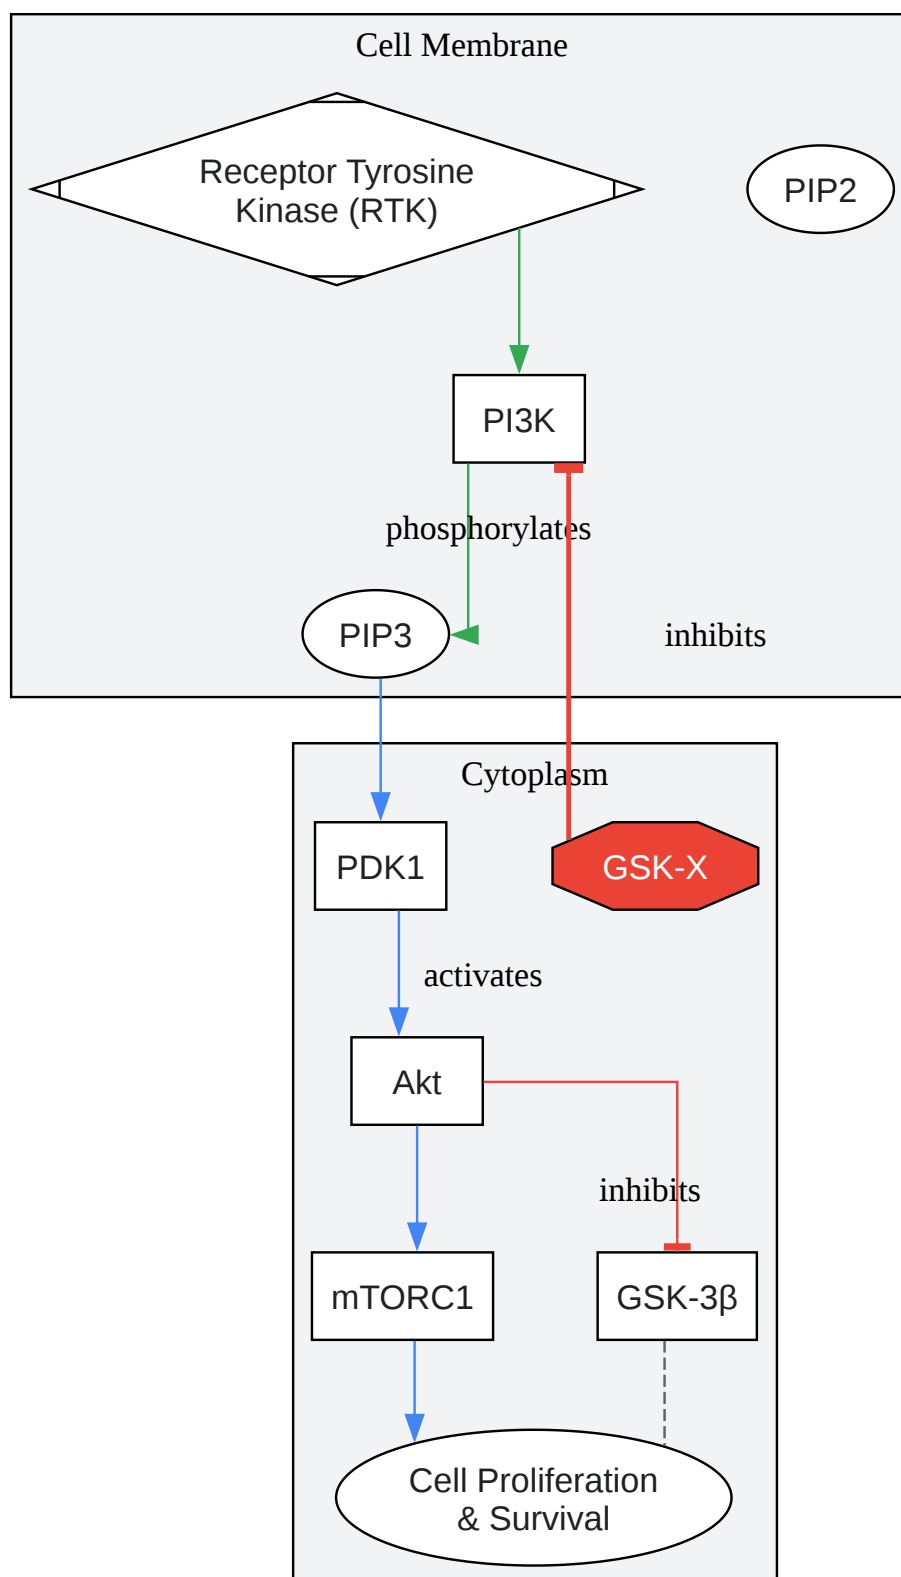 Cell Membrane
Receptor Tyrosine
Kinase (RTK)
PIP2
PI3K
phosphorylates
PIP3
inhibits
Cytoplasm
PDK1
GSK-X
activates
Akt
inhibits
mTORC1
GSK-3β
Cell Proliferation
& Survival